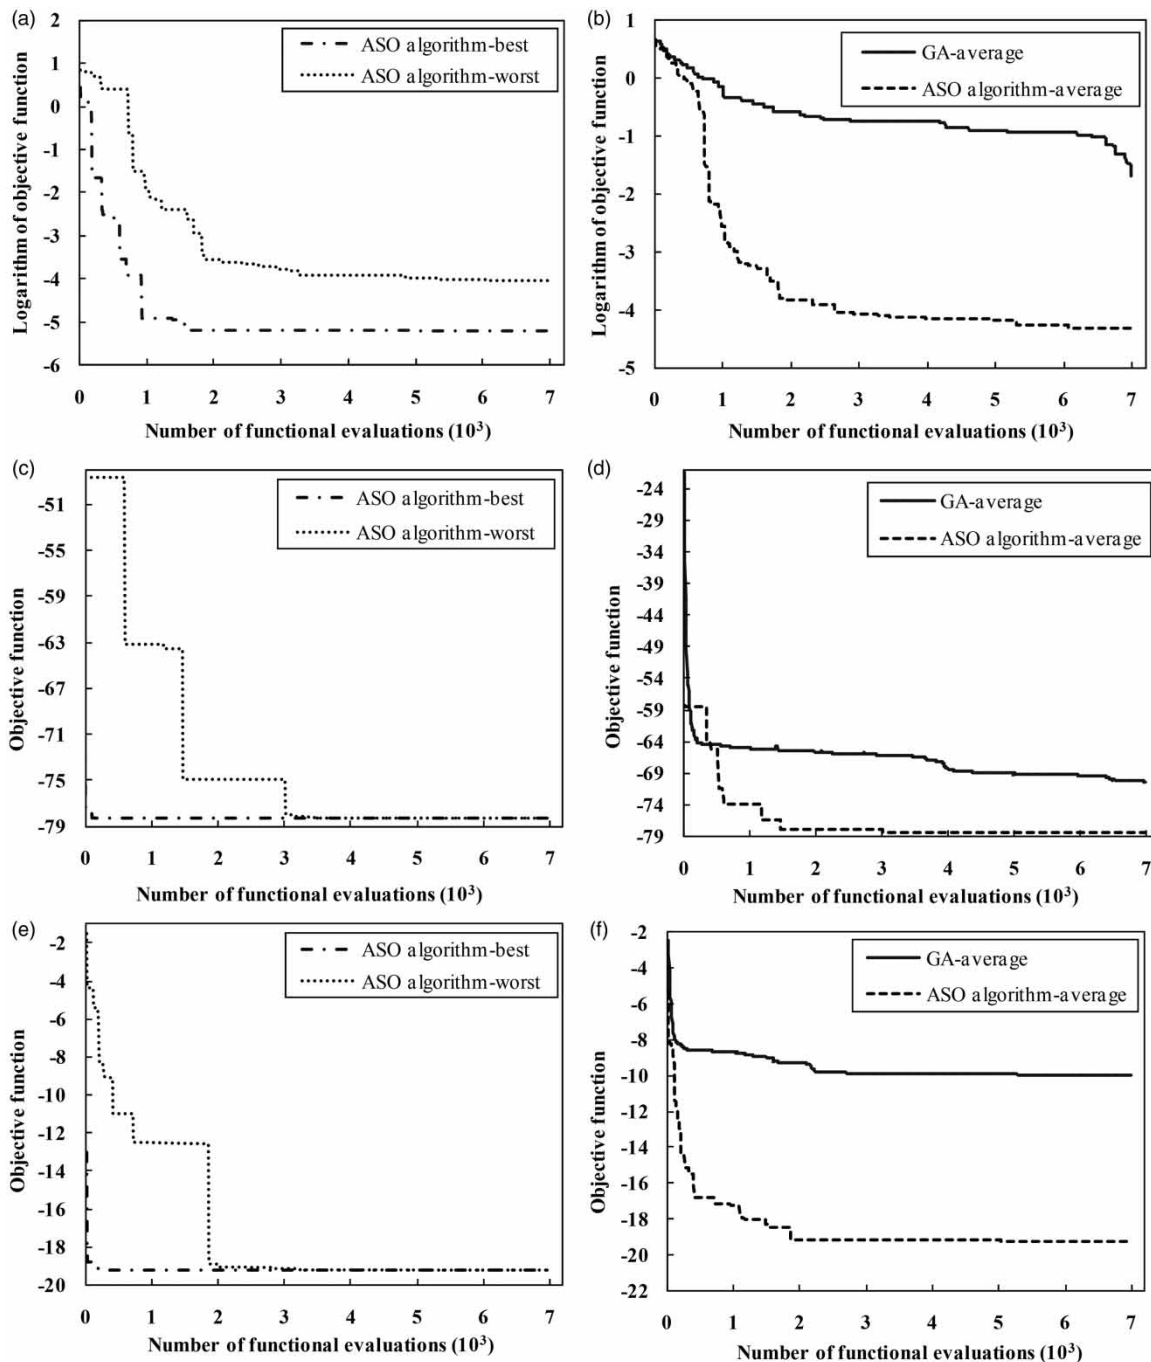 (a)
2
1
0
-1
-2
-3
-4
-5
-6
Logarithm of objective function
ASO algorithm-best
ASO algorithm-worst
0 1 2 3 4 5 6 7
Number of functional evaluations (10³)
(b)
1
0
-1
-2
-3
-4
-5
Logarithm of objective function
GA-average
ASO algorithm-average
0 1 2 3 4 5 6 7
Number of functional evaluations (10³)
(c)
-51
-55
-59
-63
-67
-71
-75
-79
Objective function
ASO algorithm-best
ASO algorithm-worst
0 1 2 3 4 5 6 7
Number of functional evaluations (10³)
(d)
-24
-29
-34
-39
-44
-49
-54
-59
-64
-69
-74
-79
Objective function
GA-average
ASO algorithm-average
0 1 2 3 4 5 6 7
Number of functional evaluations (10³)
(e)
-2
-4
-6
-8
-10
-12
-14
-16
-18
-20
Objective function
ASO algorithm-best
ASO algorithm-worst
0 1 2 3 4 5 6 7
Number of functional evaluations (10³)
(f)
-2
-4
-6
-8
-10
-12
-14
-16
-18
-20
-22
Objective function
GA-average
ASO algorithm-average
0 1 2 3 4 5 6 7
Number of functional evaluations (10³)